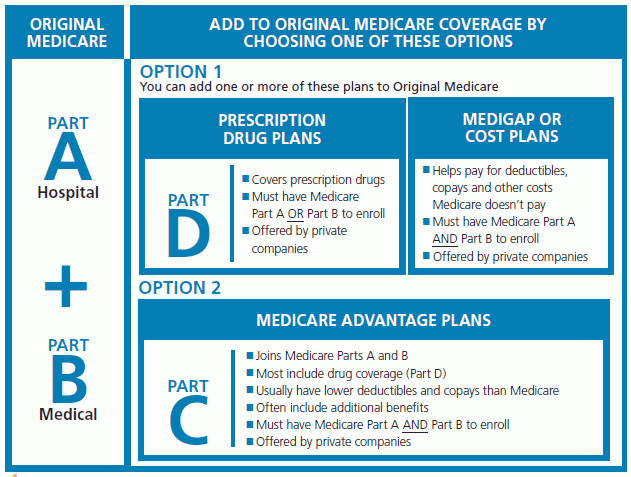 ORIGINAL
MEDICARE
ADD TO ORIGINAL MEDICARE COVERAGE BY
CHOOSING ONE OF THESE OPTIONS
PART
A
Hospital
+
PART
B
Medical
OPTION 1
You can add one or more of these plans to Original Medicare
PRESCRIPTION
DRUG PLANS
PART
D
■ Covers prescription drugs
■ Must have Medicare
Part A OR Part B to enroll
■ Offered by private
companies
MEDIGAP OR
COST PLANS
■ Helps pay for deductibles,
copays and other costs
Medicare doesn't pay
■ Must have Medicare Part A
AND Part B to enroll
■ Offered by private companies
OPTION 2
MEDICARE ADVANTAGE PLANS
PART
C
■ Joins Medicare Parts A and B
■ Most include drug coverage (Part D)
■ Usually have lower deductibles and copays than Medicare
■ Often include additional benefits
■ Must have Medicare Part A AND Part B to enroll
■ Offered by private companies